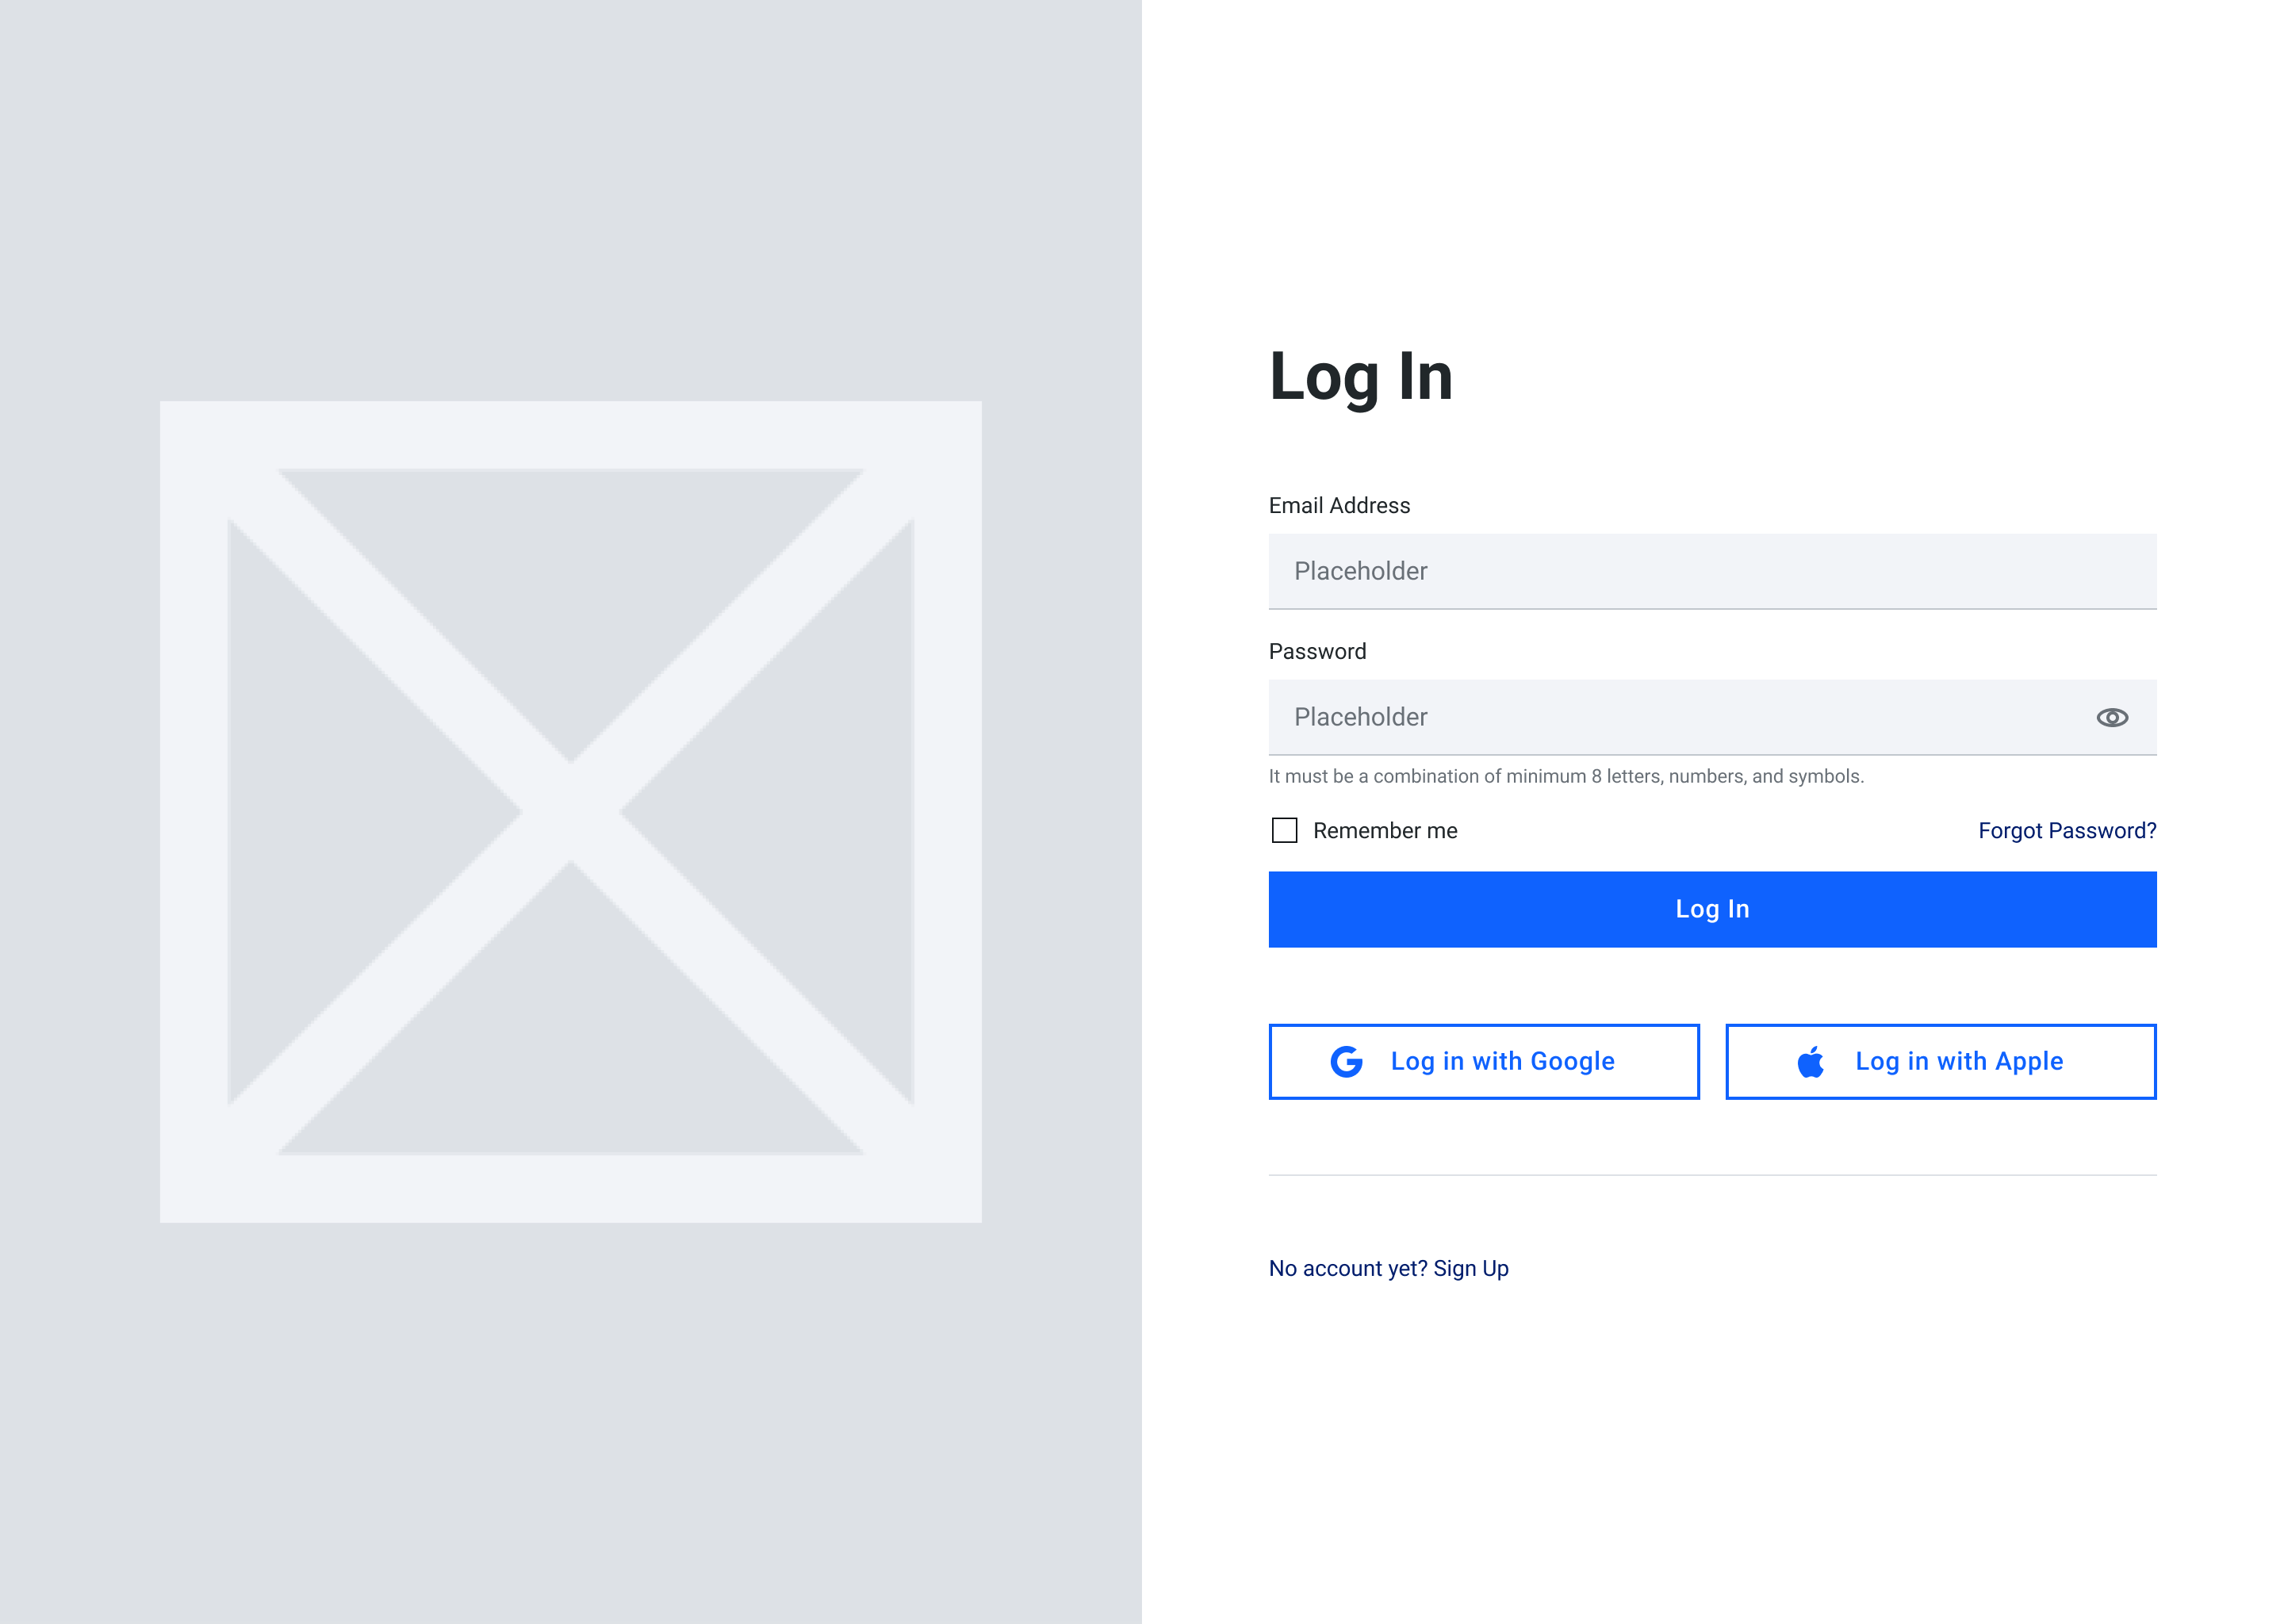 Log In
Email Address
Placeholder
Password
Placeholder
It must be a combination of minimum 8 letters, numbers, and symbols.
Remember me
Forgot Password?
Log In
Log in with Google
Log in with Apple
No account yet? Sign Up